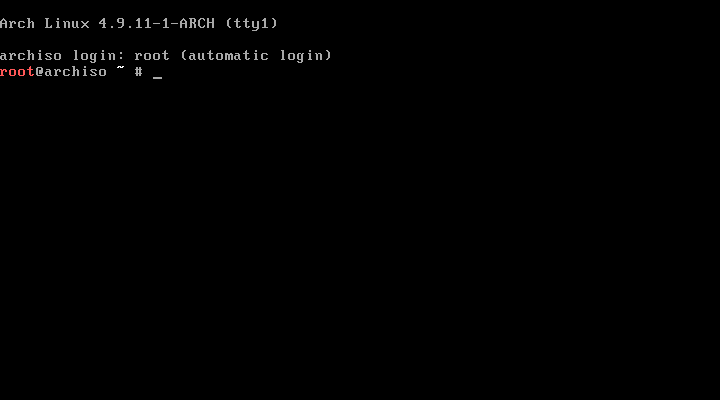 Arch Linux 4.9.11-1-ARCH (tty1)
archiso login: root (automatic login)
root@archiso ~ # _